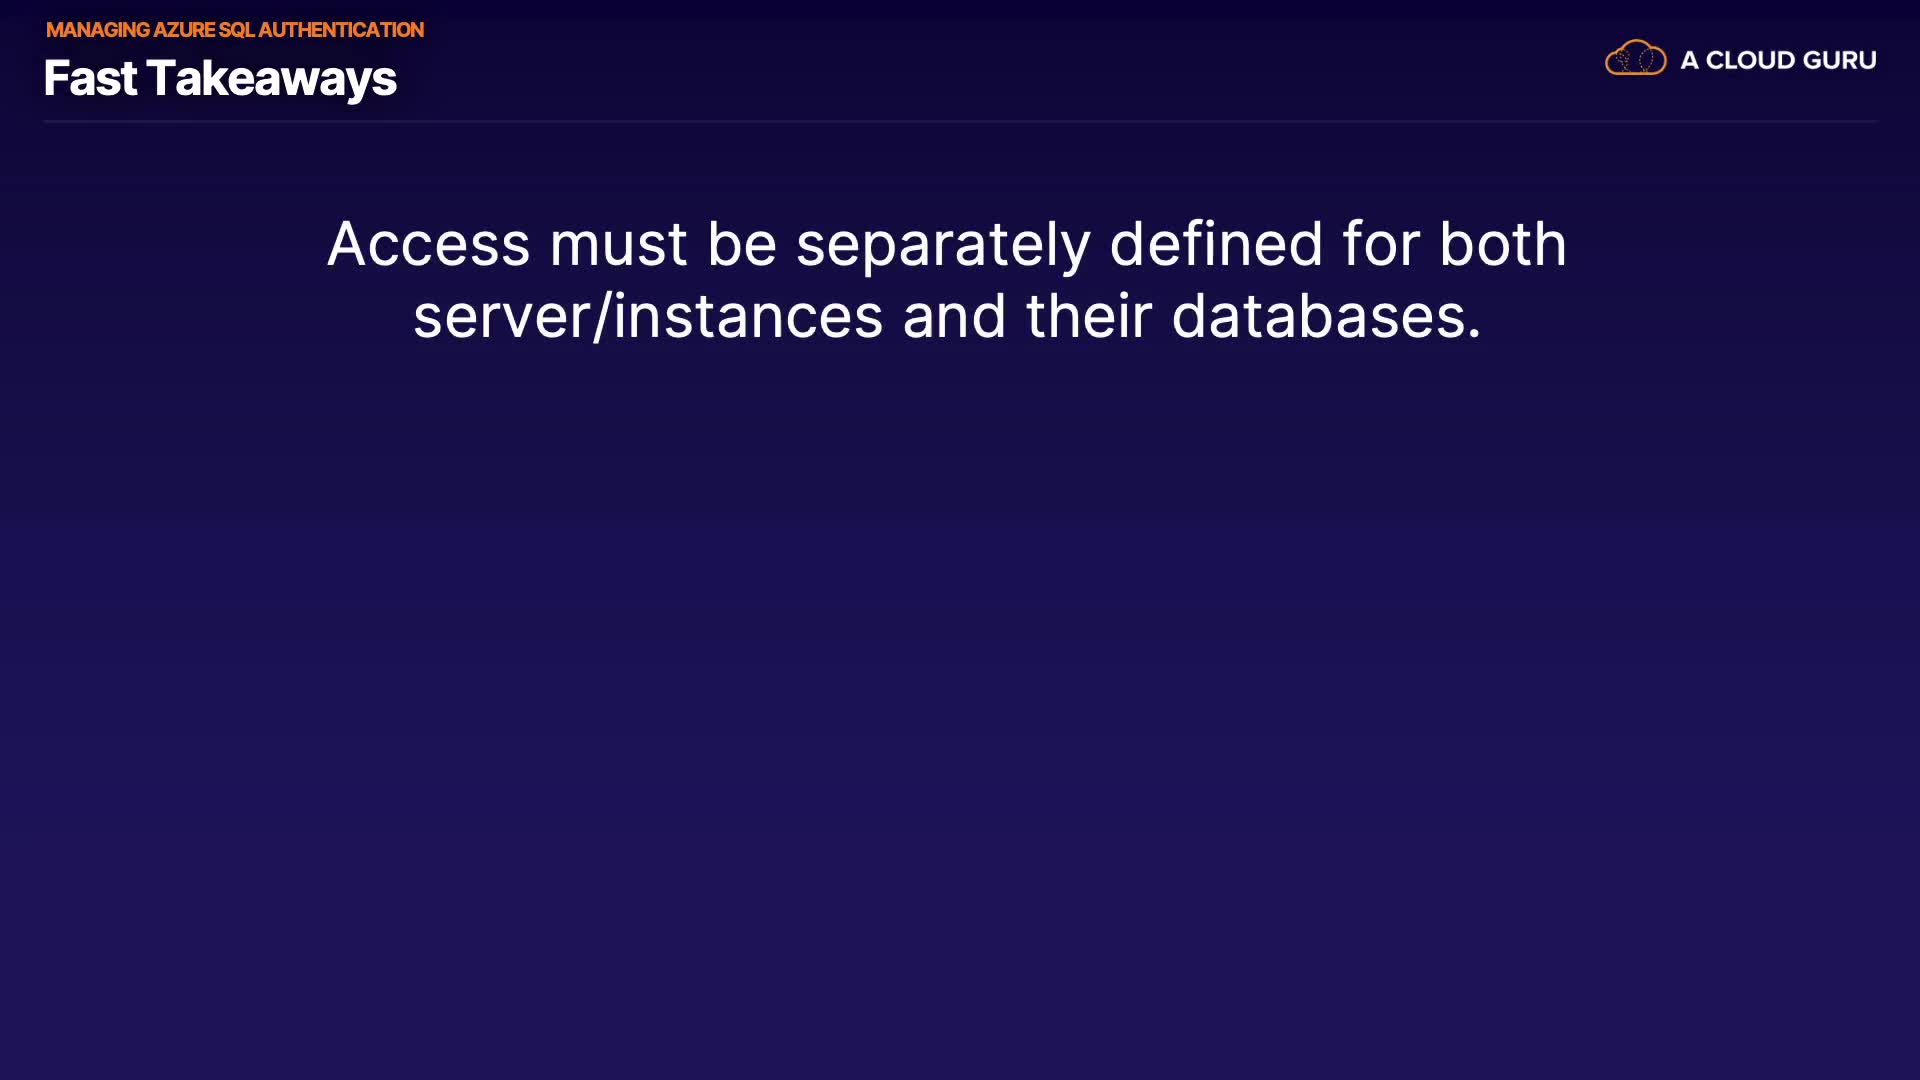 MANAGING AZURE SQL AUTHENTICATION
Fast Takeaways
A CLOUD GURU
Access must be separately defined for both
server/instances and their databases.